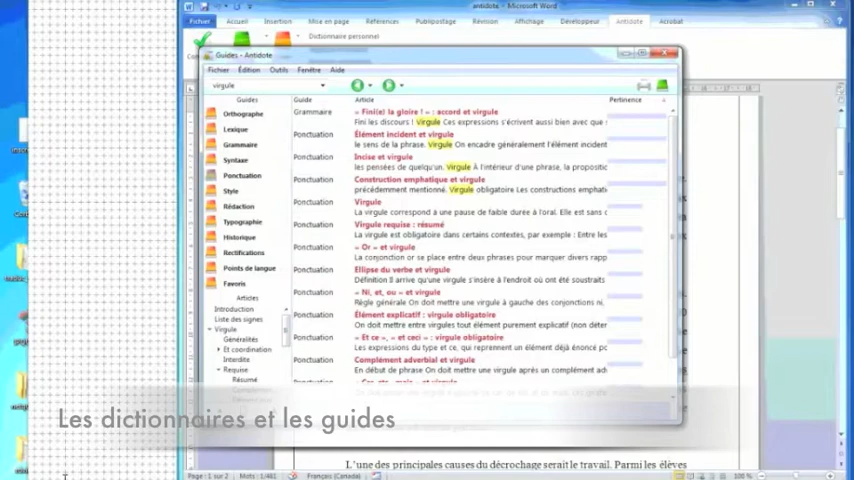 antidote - Microsoft Word
Fichier Accueil Insertion Mise en page Références Publipostage Révision Affichage Développeur Antidote Acrobat
Dictionnaire personnel
Guides - Antidote
Fichier Édition Outils Fenêtre Aide
virgule
Guides Guide Article Pertinence
Orthographe
Lexique
Grammaire
Syntaxe
Ponctuation
Style
Rédaction
Typographie
Historique
Rectifications
Points de langue
Favoris
Articles
Introduction
Liste des signes
Virgule
Généralités
Et coordination
Interdite
Requise
Résumé
Grammaire « Fini(e) la gloire ! » : accord et virgule
Fini les discours ! Virgule Ces expressions s'écrivent aussi bien avec que
Ponctuation Élément incident et virgule
le sens de la phrase. Virgule On encadre généralement l'élément incident
Ponctuation Incise et virgule
les pensées de quelqu'un. Virgule À l'intérieur d'une phrase, la propositio
Ponctuation Construction emphatique et virgule
précédemment mentionné. Virgule obligatoire Les constructions emphati
Ponctuation Virgule
La virgule correspond à une pause de faible durée à l'oral. Elle est sans
Ponctuation Virgule requise : résumé
La virgule est obligatoire dans certains contextes, par exemple : Entre les
Ponctuation « Or » et virgule
La conjonction or se place entre deux phrases pour marquer divers rapp
Ponctuation Ellipse du verbe et virgule
Définition Il arrive qu'une virgule s'insère à l'endroit où ont été soustraits
Ponctuation « Ni, et, ou » et virgule
Règle générale On doit mettre une virgule à gauche des conjonctions ni,
Ponctuation Élément explicatif : virgule obligatoire
On doit mettre entre virgules tout élément purement explicatif (non déter
Ponctuation « Et ce », « et ceci » : virgule obligatoire
Les expressions du type et ce, qui reprennent un élément déjà énoncé po
Ponctuation Complément adverbial et virgule
En début de phrase On doit mettre une virgule après un complément ad
Les dictionnaires et les guides
L'une des principales causes du décrochage serait le travail. Parmi les élèves
Page : 1 sur 2 Mots : 1/461 Français (Canada) 100 %